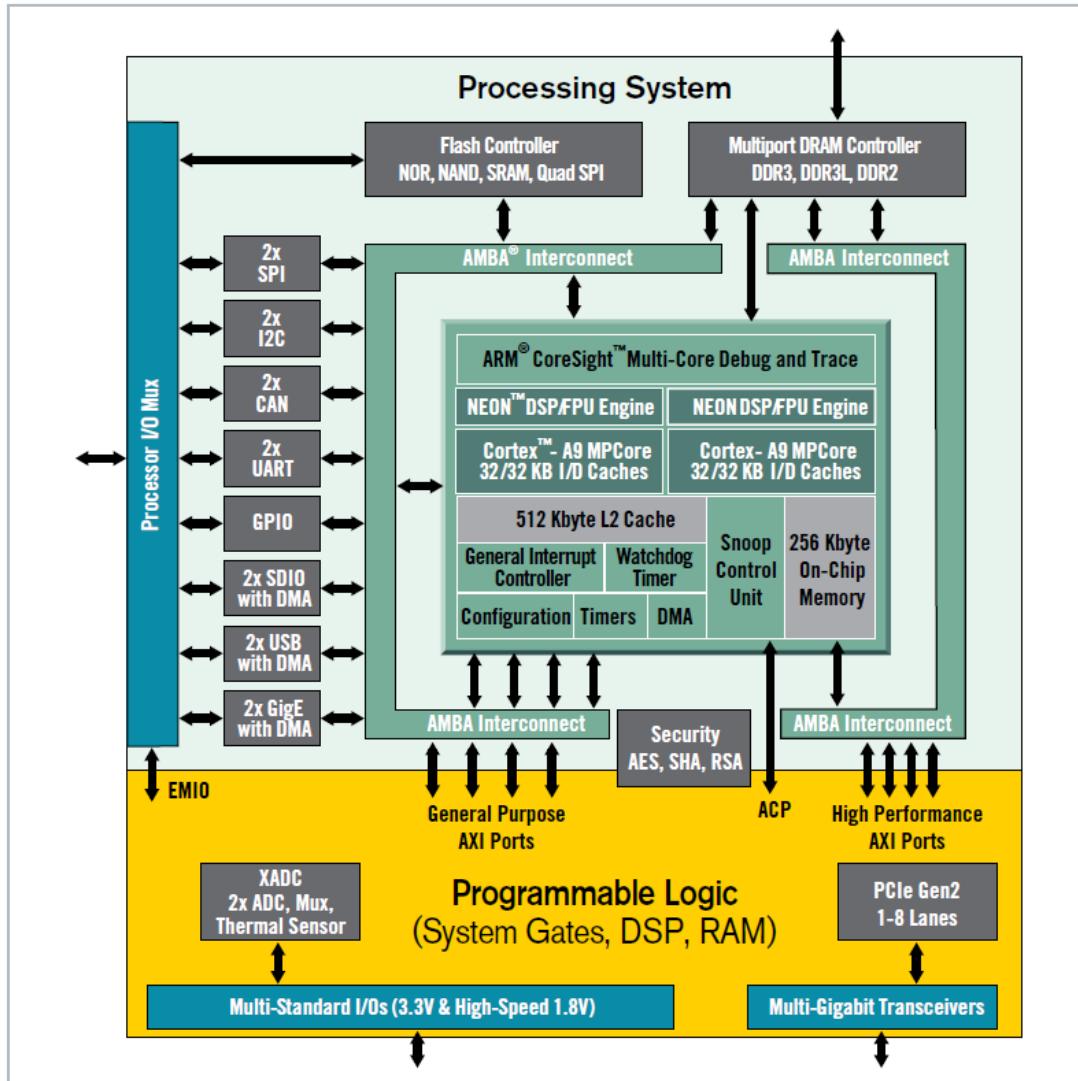 Processing System
Flash Controller
NOR, NAND, SRAM, Quad SPI
Multiport DRAM Controller
DDR3, DDR3L, DDR2
Processor I/O Mux
2x
SPI
2x
I2C
2x
CAN
2x
UART
GPIO
2x SDIO
with DMA
2x USB
with DMA
2x GigE
with DMA
AMBA® Interconnect
AMBA Interconnect
ARM® CoreSight™ Multi-Core Debug and Trace
NEON™ DSP/FPU Engine
NEON DSP/FPU Engine
Cortex™- A9 MPCore
32/32 KB I/D Caches
Cortex- A9 MPCore
32/32 KB I/D Caches
512 Kbyte L2 Cache
General Interrupt
Controller
Watchdog
Timer
Configuration
Timers
DMA
Snoop
Control
Unit
256 Kbyte
On-Chip
Memory
AMBA Interconnect
Security
AES, SHA, RSA
AMBA Interconnect
EMIO
General Purpose
AXI Ports
ACP
High Performance
AXI Ports
XADC
2x ADC, Mux,
Thermal Sensor
Programmable Logic
(System Gates, DSP, RAM)
PCIe Gen2
1-8 Lanes
Multi-Standard I/Os (3.3V & High-Speed 1.8V)
Multi-Gigabit Transceivers